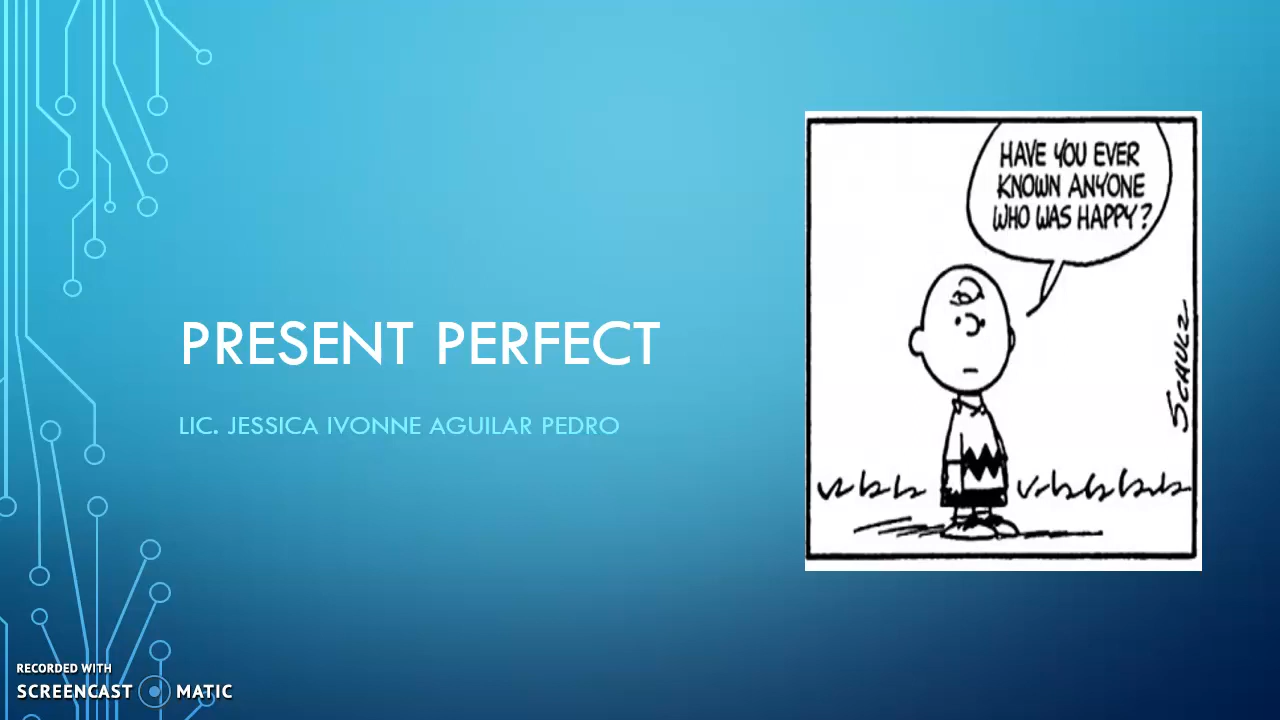 PRESENT PERFECT
LIC. JESSICA IVONNE AGUILAR PEDRO
HAVE YOU EVER
KNOWN ANYONE
WHO WAS HAPPY?
SCHULZ
RECORDED WITH
SCREENCAST MATIC